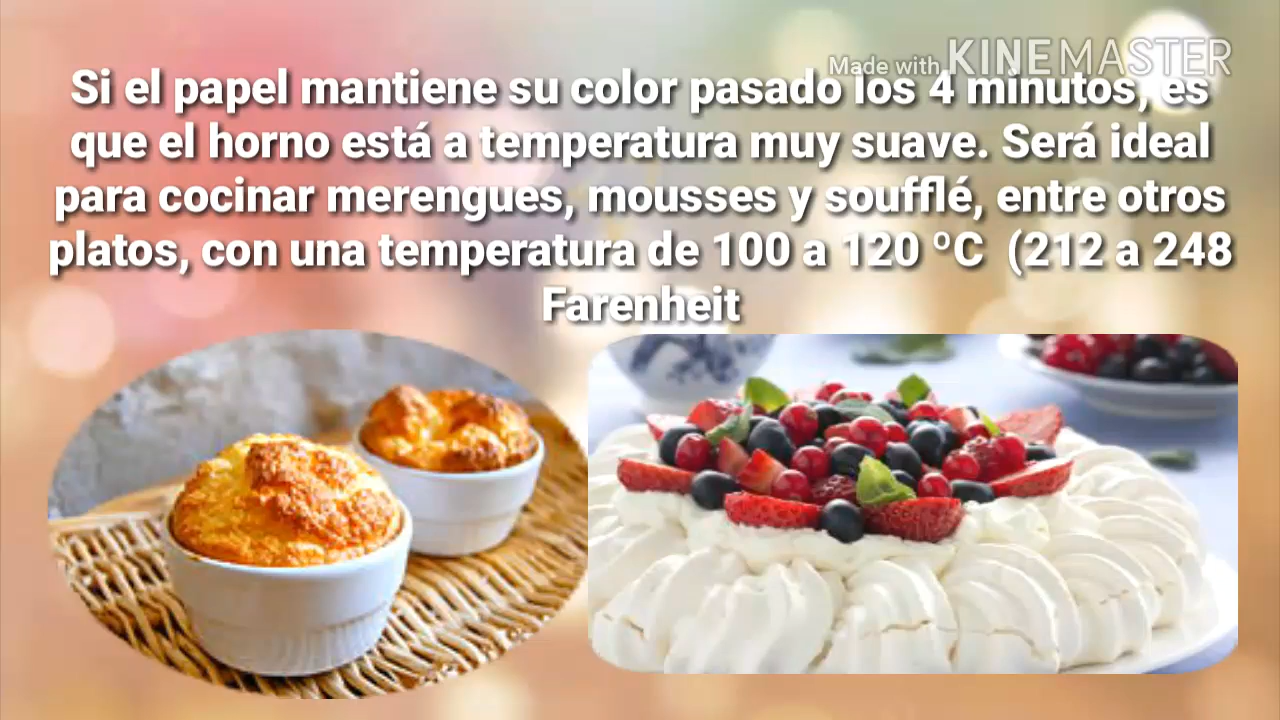 Made with KINEMASTER
Si el papel mantiene su color pasado los 4 minutos, es
que el horno está a temperatura muy suave. Será ideal
para cocinar merengues, mousses y soufflé, entre otros
platos, con una temperatura de 100 a 120 ºC  (212 a 248
Farenheit